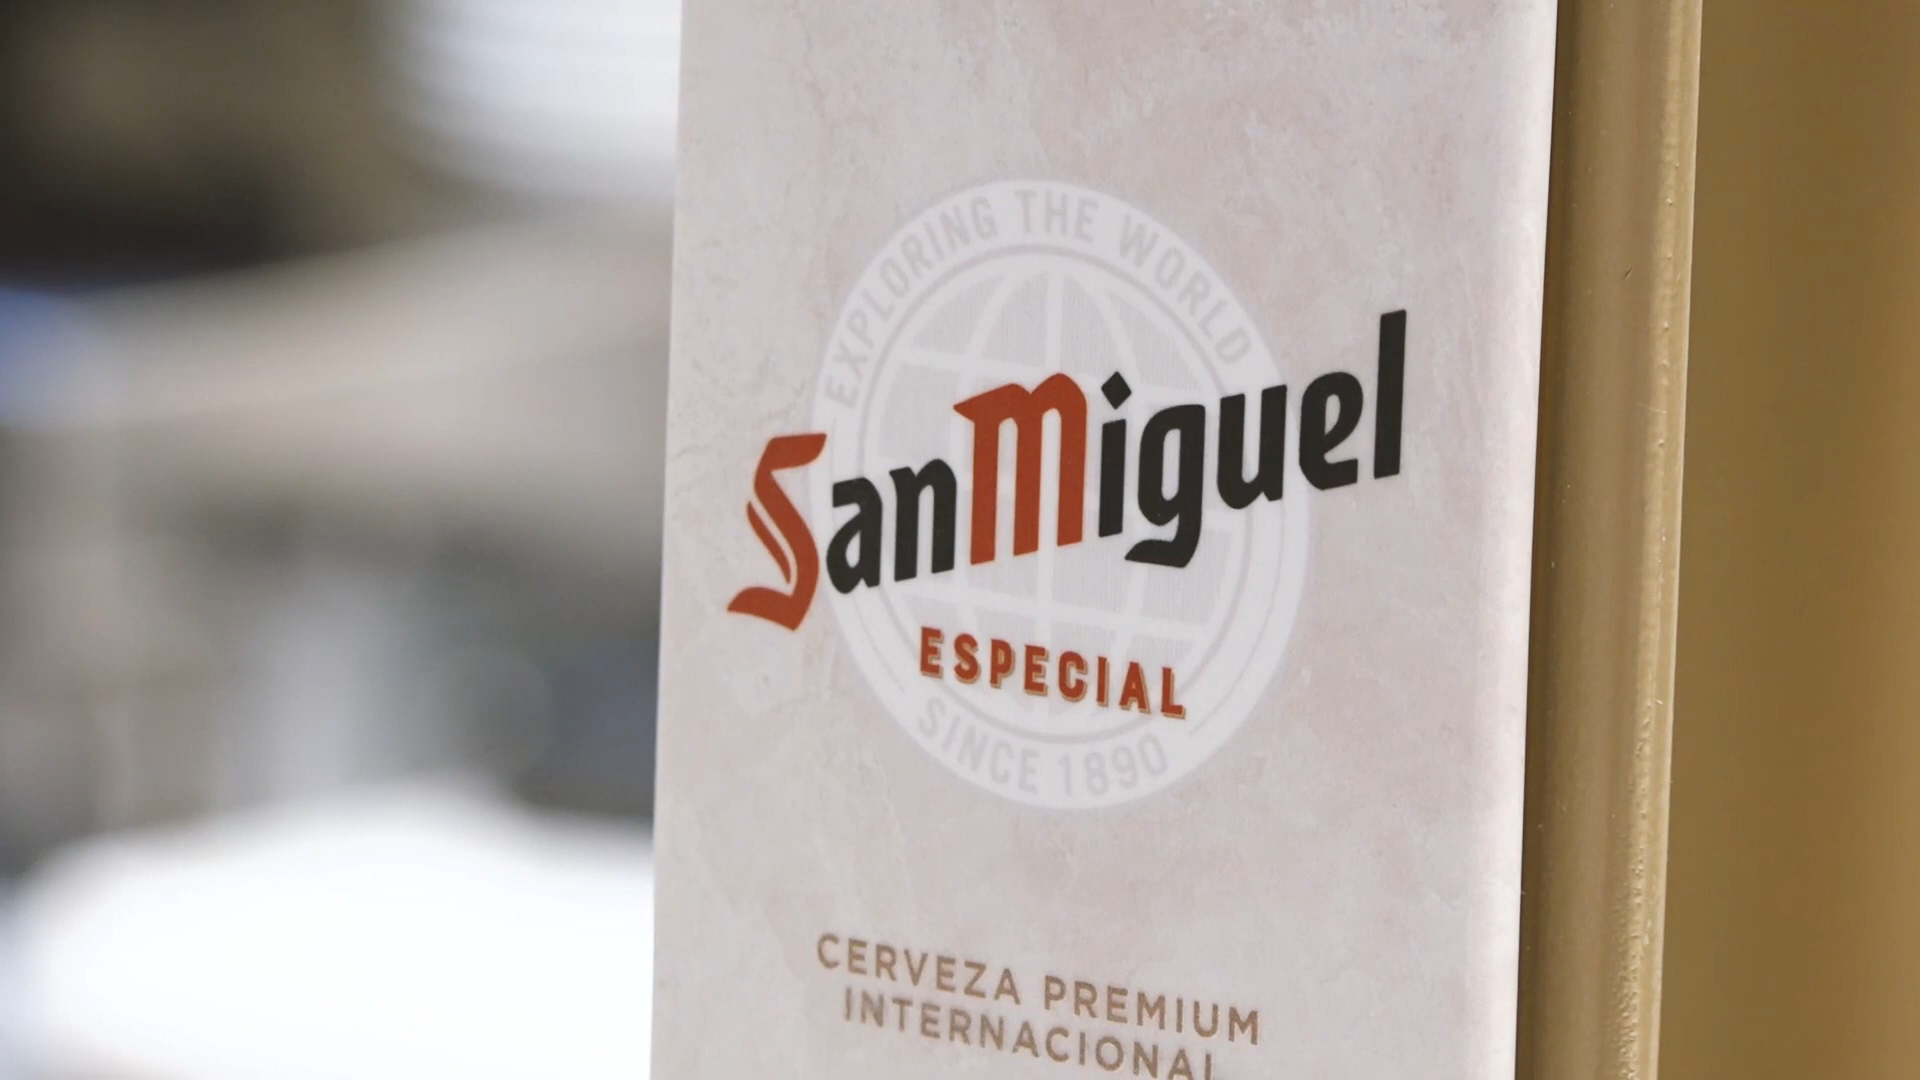 EXPLORING THE WORLD
SanMiguel
ESPECIAL
SINCE 1890
CERVEZA PREMIUM
INTERNACIONAL